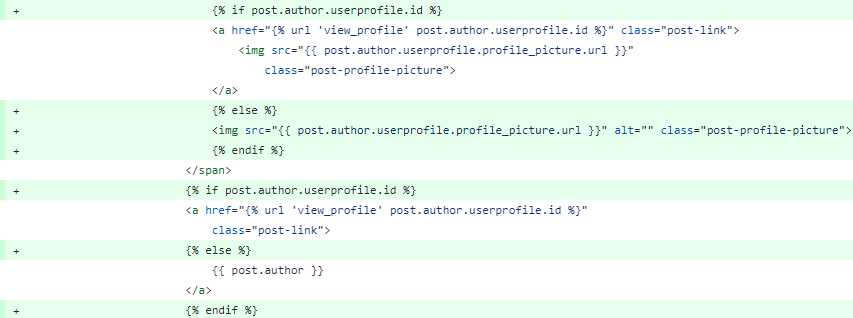 + {% if post.author.userprofile.id %}
<a href="{% url 'view_profile' post.author.userprofile.id %}" class="post-link">
<img src="{{ post.author.userprofile.profile_picture.url }}"
class="post-profile-picture">
</a>
+ {% else %}
+ <img src="{{ post.author.userprofile.profile_picture.url }}" alt="" class="post-profile-picture">
+ {% endif %}
</span>
+ {% if post.author.userprofile.id %}
<a href="{% url 'view_profile' post.author.userprofile.id %}"
class="post-link">
+ {% else %}
{{ post.author }}
</a>
+ {% endif %}